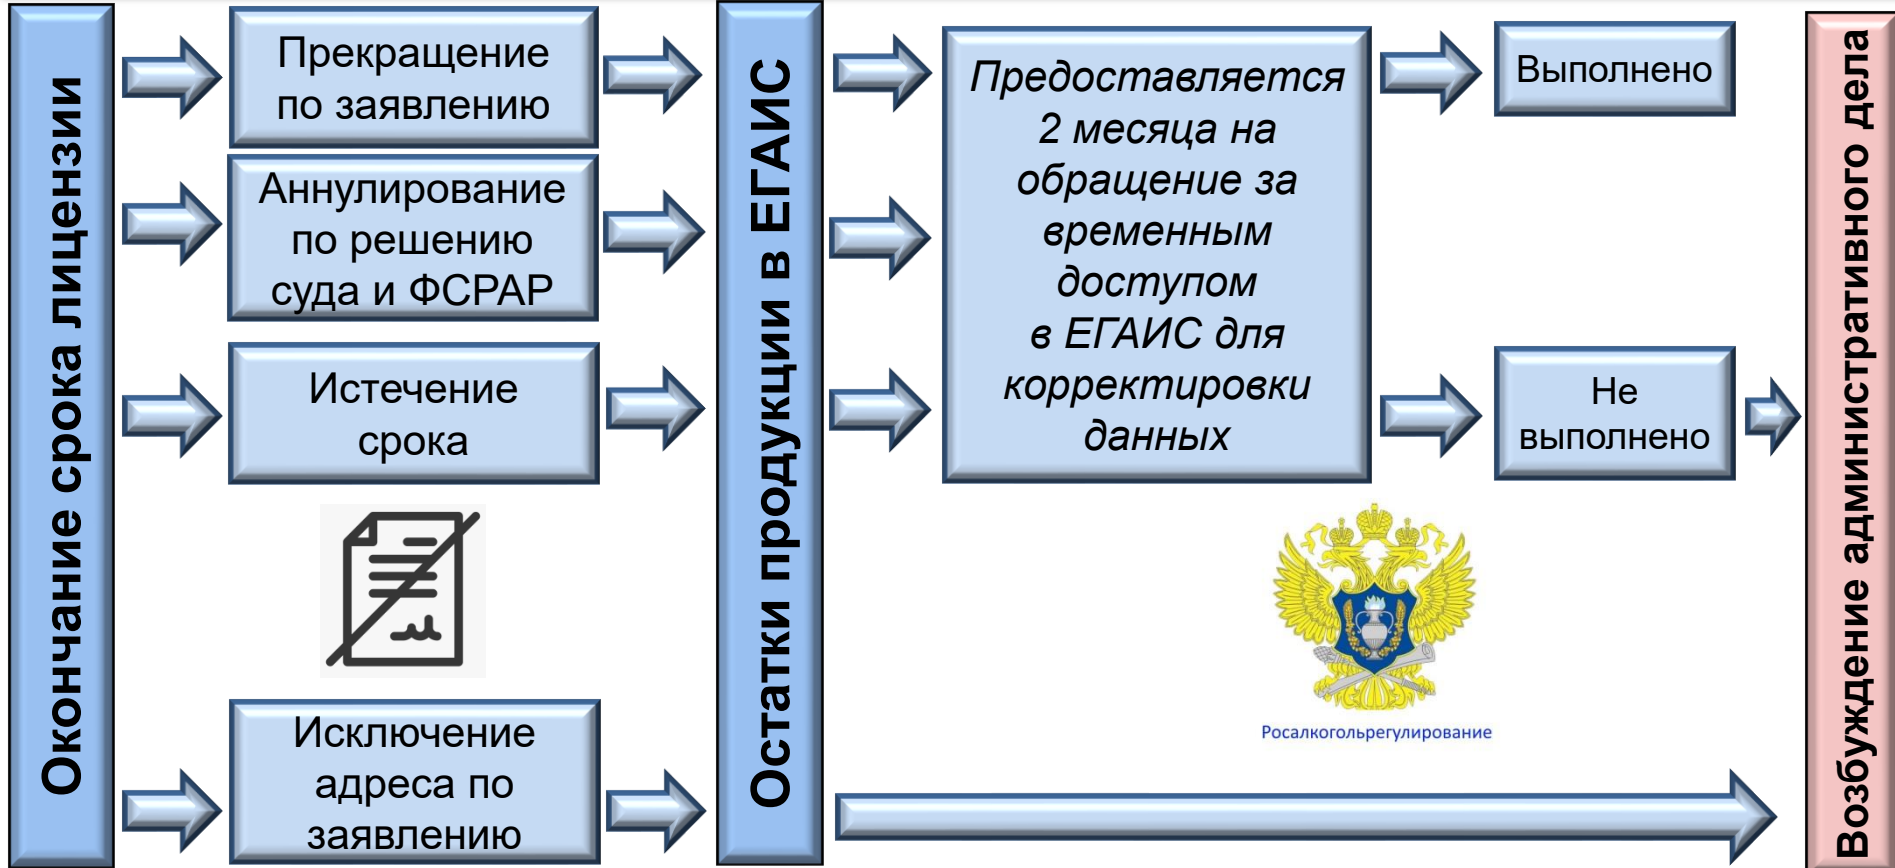 Окончание срока лицензии
Прекращение
по заявлению
Аннулирование
по решению
суда и ФСРАР
Истечение
срока
Исключение
адреса по
заявлению
Остатки продукции в ЕГАИС
Предоставляется
2 месяца на
обращение за
временным
доступом
в ЕГАИС для
корректировки
данных
Выполнено
Не
выполнено
Росалкогольрегулирование
Возбуждение административного дела